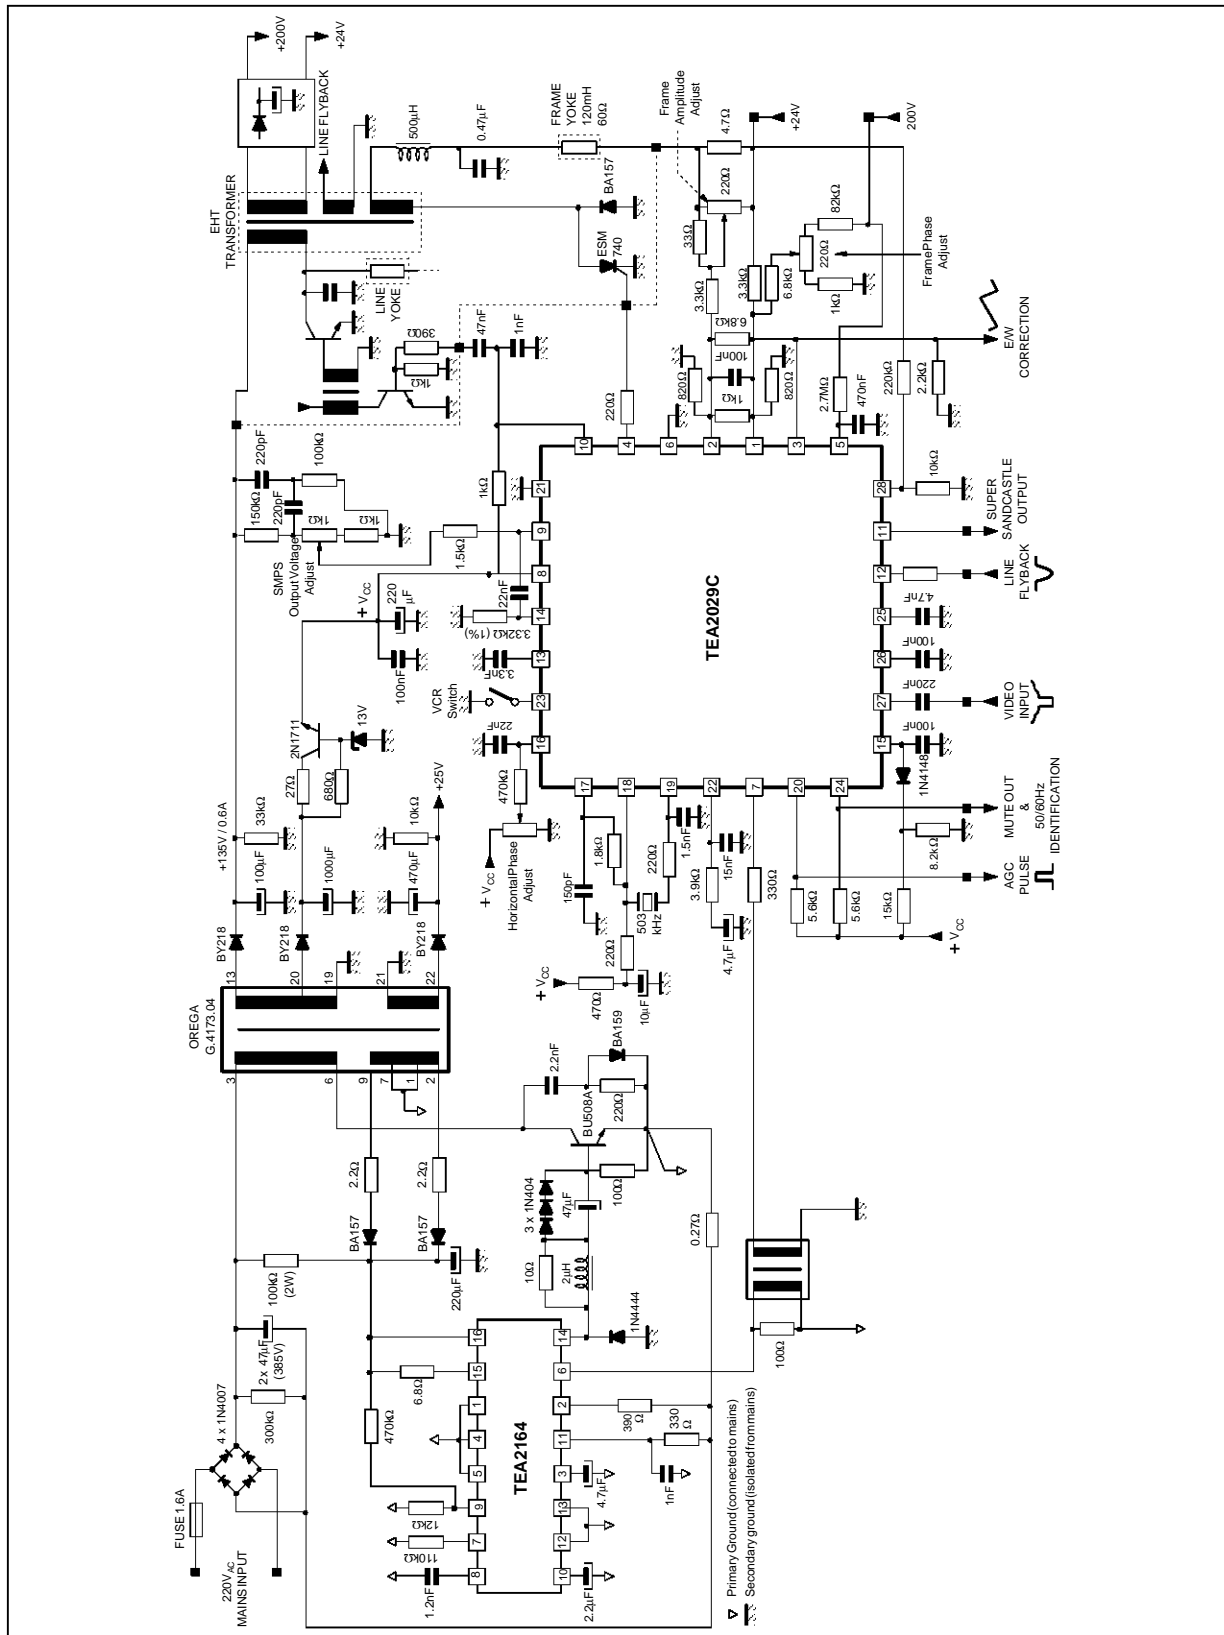 220VAC
MAINS INPUT
FUSE 1.6A
4 x 1N4007
300kΩ
2 x 47µF
(385V)
100kΩ
(2W)
BA157
2.2Ω
BA157
2.2Ω
220µF
3
6
9
7
1
2
OREGA
G.4173.04
13
20
19
21
22
BY218
BY218
BY218
100µF
1000µF
470µF
+135V / 0.6A
33kΩ
10kΩ
+25V
27Ω
680Ω
2N1711
13V
100nF
220
µF
+ VCC
SMPS
Output Voltage
Adjust
150kΩ
220pF
220pF
100kΩ
1kΩ
1kΩ
1.5kΩ
1kΩ
390Ω
1kΩ
47nF
1nF
LINE
YOKE
EHT
TRANSFORMER
LINE FLYBACK
+200V
+24V
500µH
0.47µF
FRAME
YOKE
120mH
60Ω
BA157
ESM
740
Frame
Amplitude
Adjust
4.7Ω
220Ω
33Ω
3.3kΩ
3.3kΩ
6.8kΩ
6.8kΩ
220Ω
82kΩ
1kΩ
Frame Phase
Adjust
+24V
200V
220Ω
820Ω
100nF
1kΩ
820Ω
2.7MΩ
470nF
220kΩ
2.2kΩ
10kΩ
E/W
CORRECTION
TEA2029C
10
4
6
2
1
3
5
21
9
8
14
13
23
16
17
18
19
22
7
20
24
28
11
12
25
26
27
15
22nF
3.32kΩ (1%)
3.3nF
VCR
Switch
22nF
470kΩ
+ VCC
Horizontal Phase
Adjust
150pF
1.8kΩ
220Ω
1.5nF
503
kHz
220Ω
+ VCC
470Ω
10µF
3.9kΩ
15nF
4.7µF
330Ω
5.6kΩ
5.6kΩ
15kΩ
8.2kΩ
1N4148
+ VCC
100nF
220nF
100nF
4.7nF
AGC
PULSE
MUTE OUT
&
50/60Hz
IDENTIFICATION
VIDEO
INPUT
LINE
FLYBACK
SUPER
SANDCASTLE
OUTPUT
2.2nF
BA159
BU508A
220Ω
100Ω
3 x 1N404
47µF
10Ω
2µH
1N4444
0.27Ω
100Ω
TEA2164
16
15
1
4
5
9
7
8
14
6
2
11
3
13
12
10
6.8Ω
470kΩ
12kΩ
110kΩ
1.2nF
390
Ω
330
Ω
1nF
4.7µF
2.2µF
Primary Ground (connected to mains)
Secondary ground (isolated from mains)